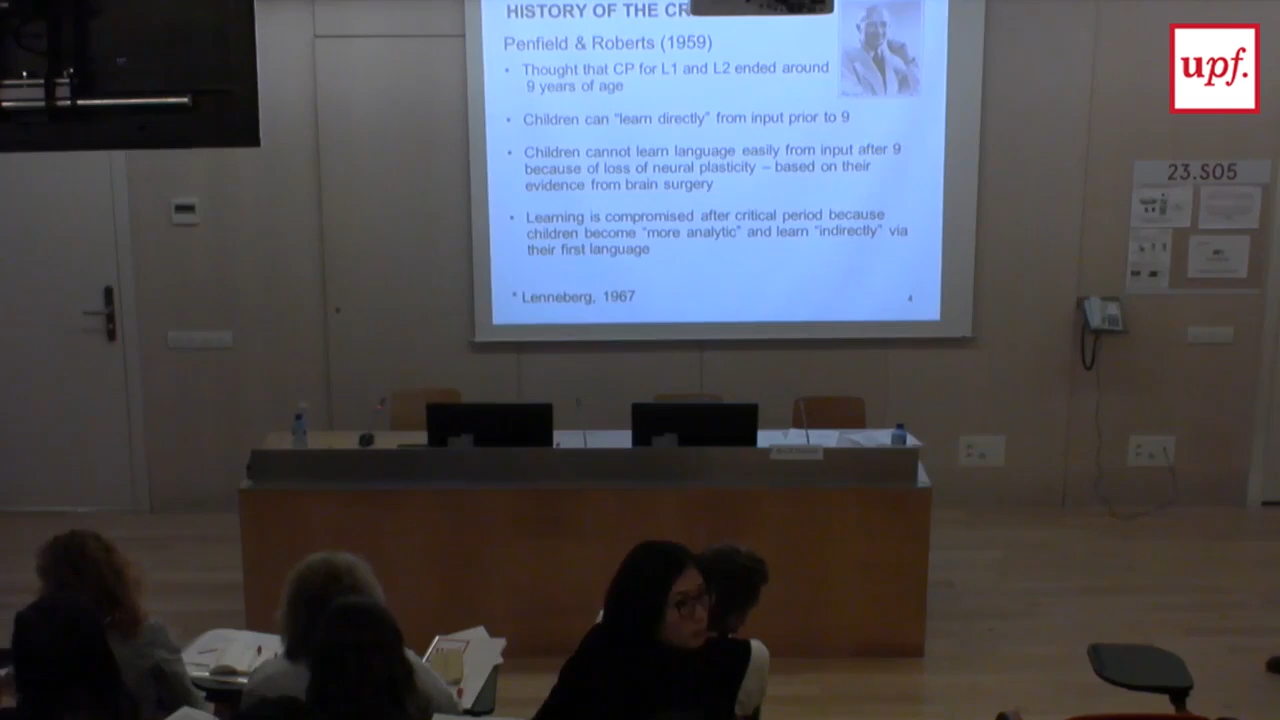 HISTORY OF THE CR
upf.
Penfield & Roberts (1959)
• Thought that CP for L1 and L2 ended around
9 years of age
• Children can "learn directly" from input prior to 9
• Children cannot learn language easily from input after 9
because of loss of neural plasticity – based on their
evidence from brain surgery
23.S05
• Learning is compromised after critical period because
children become "more analytic" and learn "indirectly" via
their first language
* Lenneberg, 1967
4